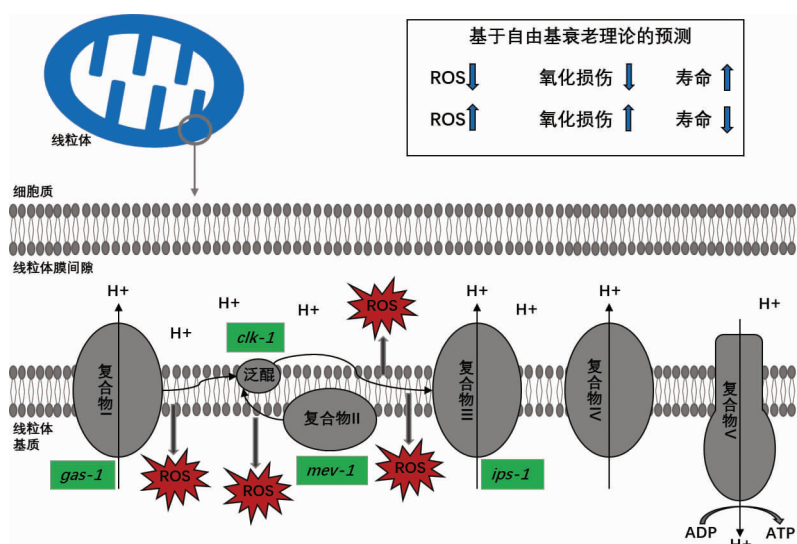 基于自由基衰老理论的预测
ROS 氧化损伤 寿命
ROS 氧化损伤 寿命
线粒体
细胞质
线粒体膜间隙
H+
H+
H+
H+
H+
H+
H+
H+
ROS
clk-1
泛醌
复合物I
复合物II
复合物III
复合物IV
复合物V
线粒体
基质
gas-1
ROS
ROS
mev-1
ROS
ips-1
ADP
H+
ATP